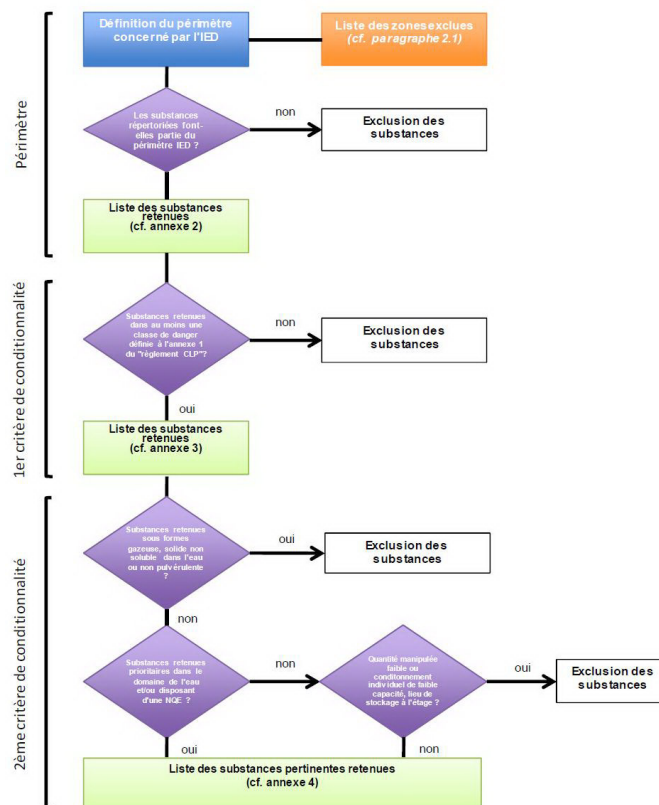 Définition du périmètre
concerné par l'IED
Liste des zones exclues
(cf. paragraphe 2.1)
Périmètre
Les substances
répertoriées font-
elles partie du
périmètre IED ?
non
Exclusion des
substances
Liste des substances
retenues
(cf. annexe 2)
1er critère de conditionnalité
Substances retenues
dans au moins une
classe de danger
définie à l'annexe 1
du "règlement CLP"?
non
Exclusion des
substances
oui
Liste des substances
retenues
(cf. annexe 3)
2ème critère de conditionnalité
Substances retenues
sous formes
gazeuse, solide non
soluble dans l'eau
ou non pulvérulente
?
oui
Exclusion des
substances
non
Substances retenues
prioritaires dans le
domaine de l'eau
et/ou disposant
d'une NQE ?
non
Quantité manipulée
faible ou
conditonnement
individuel de faible
capacité, lieu de
stockage à l'étage ?
oui
Exclusion des
substances
oui
non
Liste des substances pertinentes retenues
(cf. annexe 4)